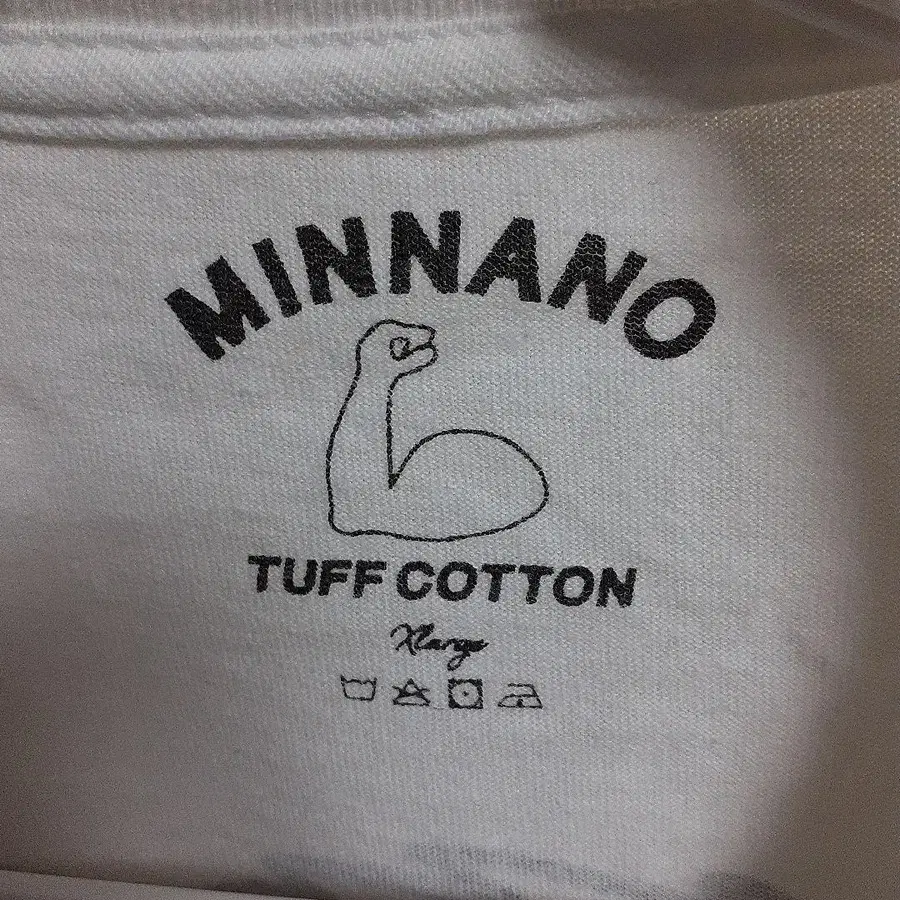 MINNANO
TUFF COTTON
Xlarge